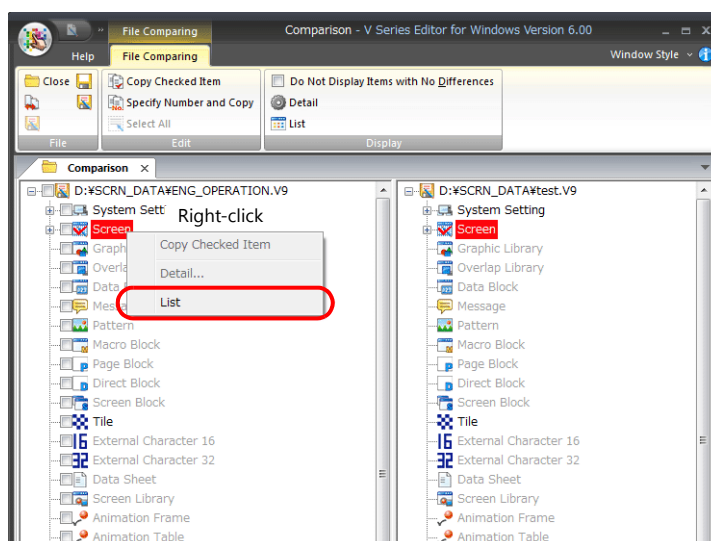 File Comparing
Comparison - V Series Editor for Windows Version 6.00
Help
File Comparing
Window Style
Close
Copy Checked Item
Do Not Display Items with No Differences
Specify Number and Copy
Detail
Select All
List
File
Edit
Display
Comparison
D:¥SCRN_DATA¥ENG_OPERATION.V9
System Sett
Right-click
Screen
Graph
Copy Checked Item
Overla
Detail...
Data
List
Mess
Pattern
Macro Block
Page Block
Direct Block
Screen Block
Tile
External Character 16
External Character 32
Data Sheet
Screen Library
Animation Frame
Animation Table
D:¥SCRN_DATA¥test.V9
System Setting
Screen
Graphic Library
Overlap Library
Data Block
Message
Pattern
Macro Block
Page Block
Direct Block
Screen Block
Tile
External Character 16
External Character 32
Data Sheet
Screen Library
Animation Frame
Animation Table